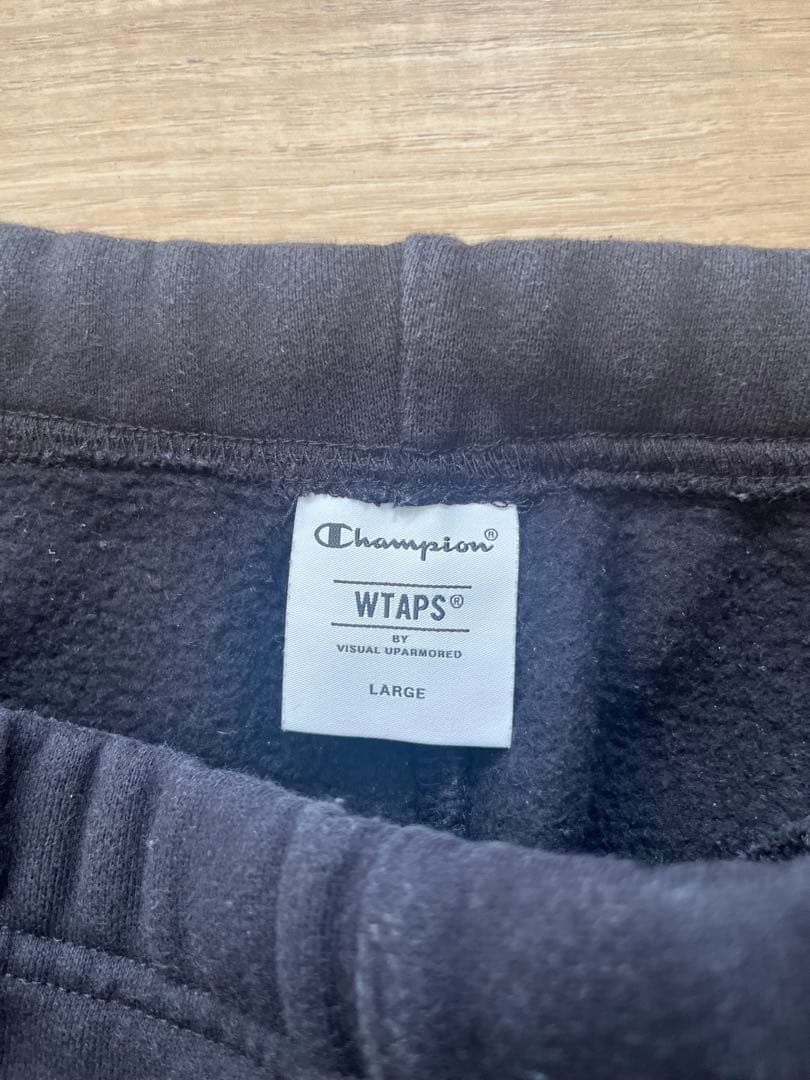 Champion®
WTAPS®
BY
VISUAL UPARMORED
LARGE